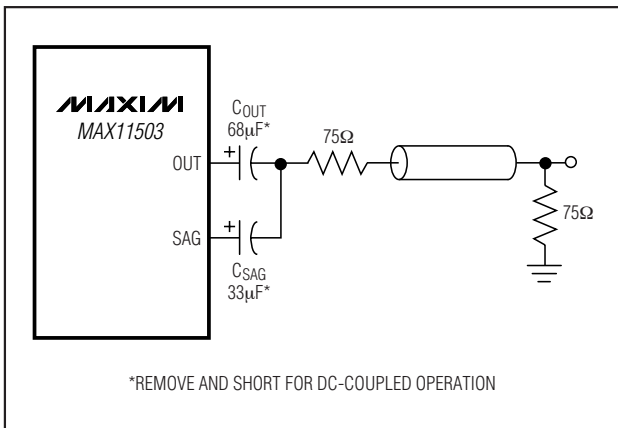 MAXIM
MAX11503
COUT
68µF*
75Ω
OUT
+
SAG
+
CSAG
33µF*
75Ω
*REMOVE AND SHORT FOR DC-COUPLED OPERATION